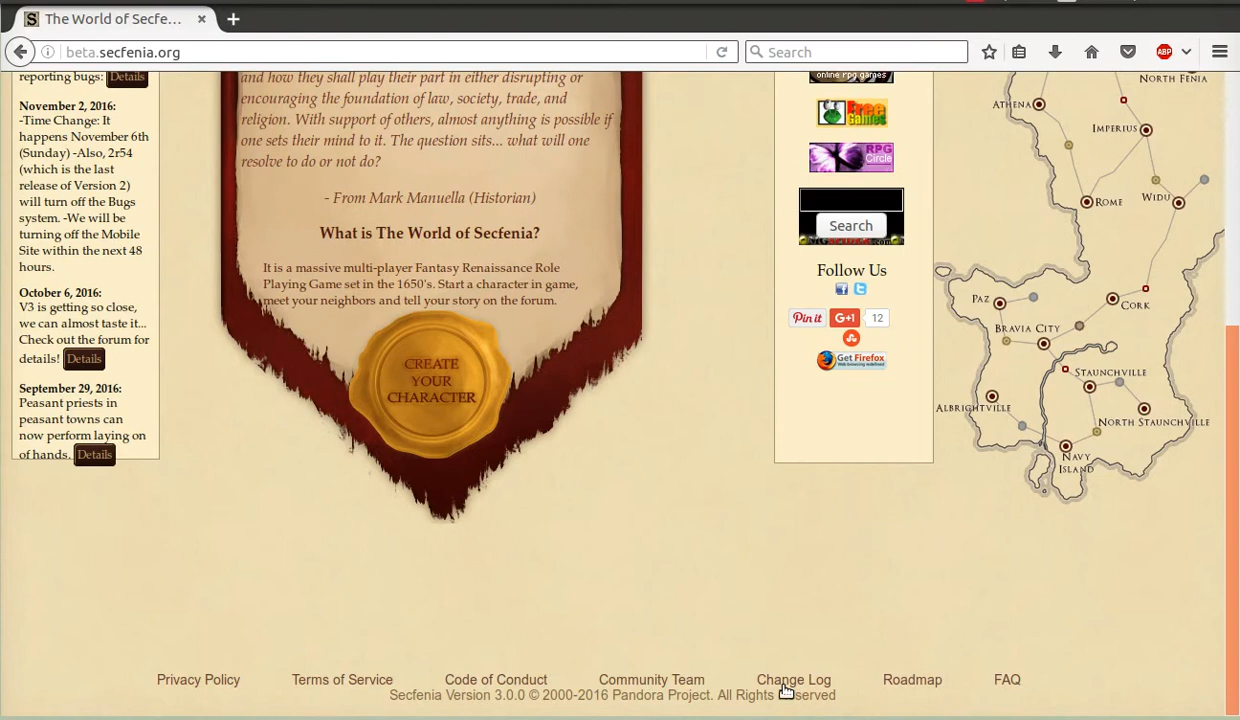 The World of Secfe...
beta.secfenia.org
Search
ABP
reporting bugs: Details
November 2, 2016:
-Time Change: It
happens November 6th
(Sunday) -Also, 2r54
(which is the last
release of Version 2)
will turn off the Bugs
system. -We will be
turning off the Mobile
Site within the next 48
hours.
October 6, 2016:
V3 is getting so close,
we can almost taste it...
Check out the forum for
details! Details
September 29, 2016:
Peasant priests in
peasant towns can
now perform laying on
of hands. Details
and how they shall play their part in either disrupting or
encouraging the foundation of law, society, trade, and
religion. With support of others, almost anything is possible if
one sets their mind to it. The question sits... what will one
resolve to do or not do?
- From Mark Manuella (Historian)
What is The World of Secfenia?
It is a massive multi-player Fantasy Renaissance Role
Playing Game set in the 1650's. Start a character in game,
meet your neighbors and tell your story on the forum.
CREATE
YOUR
CHARACTER
online rpg games
Free
Games
RPG
Circle
Search
Follow Us
Pin it
G+1
12
Get Firefox
NORTH FENIA
ATHENA
IMPERIUS
ROME
WIDU
PAZ
CORK
BRAVIA CITY
STAUNCHVILLE
ALBRIGHTVILLE
NORTH STAUNCHVILLE
NAVY
ISLAND
Privacy Policy
Terms of Service
Code of Conduct
Community Team
Change Log
Roadmap
FAQ
Secfenia Version 3.0.0 © 2000-2016 Pandora Project. All Rights served